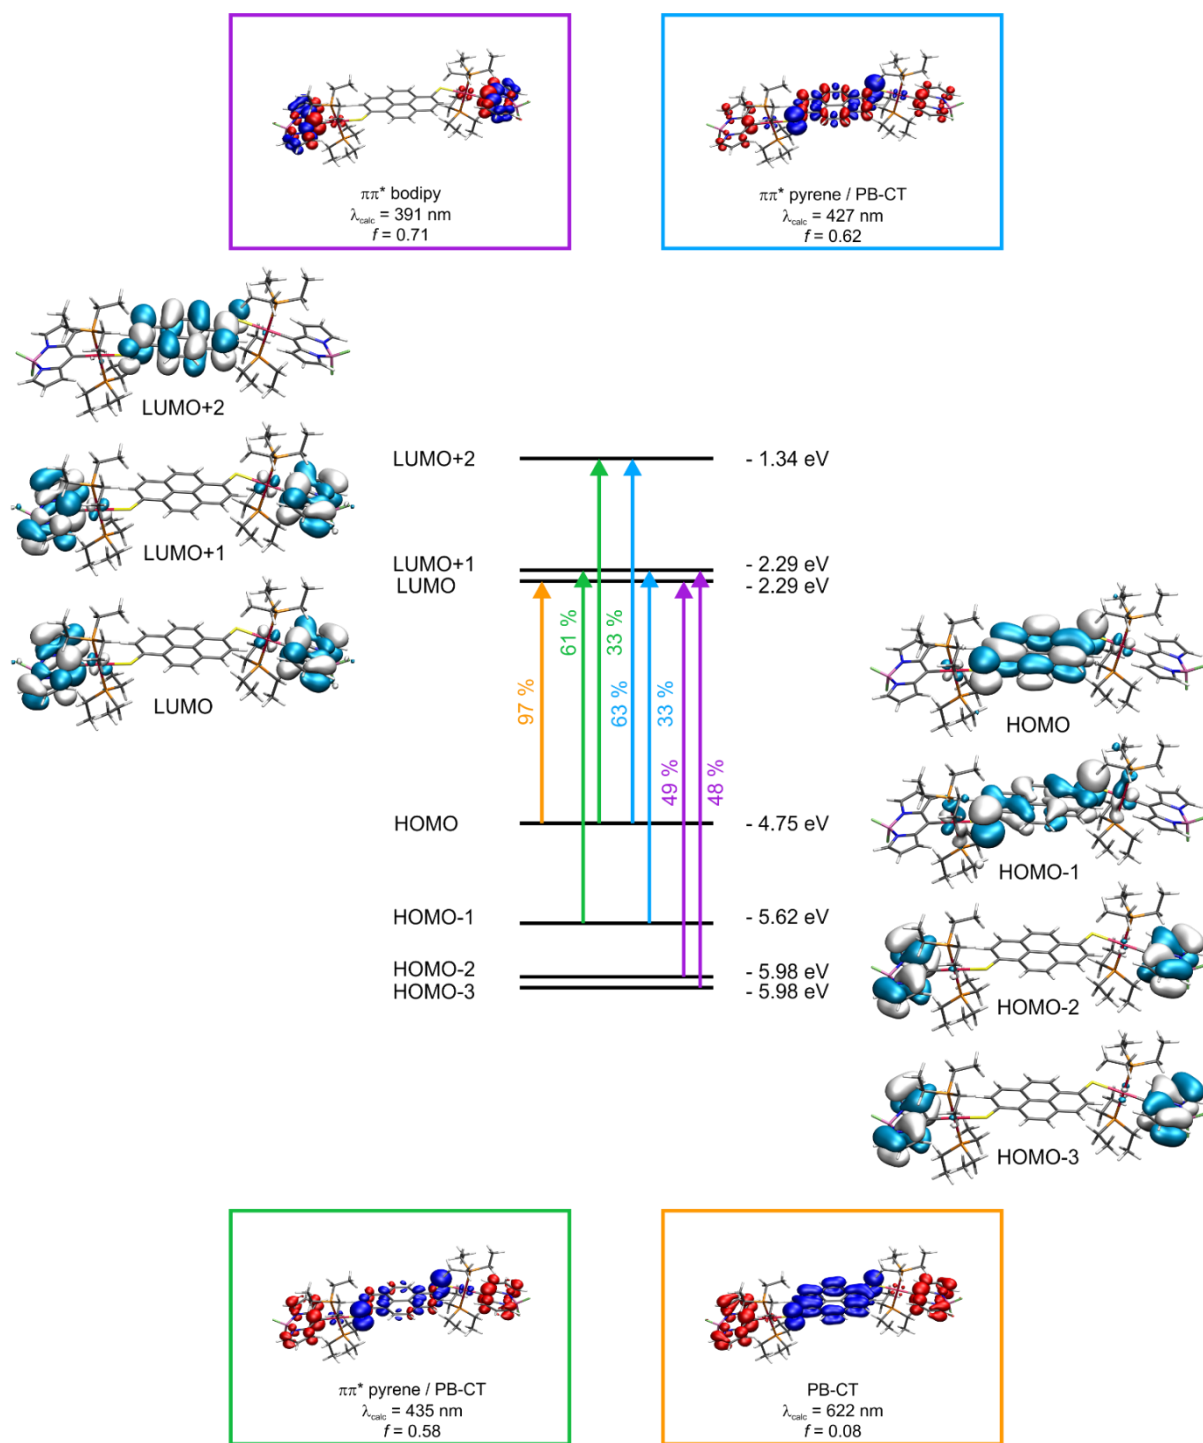 ππ* bodipy
λcalc = 391 nm
f = 0.71
ππ* pyrene / PB-CT
λcalc = 427 nm
f = 0.62
LUMO+2
LUMO+1
LUMO
LUMO+2
- 1.34 eV
LUMO+1
- 2.29 eV
LUMO
- 2.29 eV
97 %
61 %
33 %
63 %
33 %
49 %
48 %
HOMO
- 4.75 eV
HOMO-1
- 5.62 eV
HOMO-2
- 5.98 eV
HOMO-3
- 5.98 eV
HOMO
HOMO-1
HOMO-2
HOMO-3
ππ* pyrene / PB-CT
λcalc = 435 nm
f = 0.58
PB-CT
λcalc = 622 nm
f = 0.08